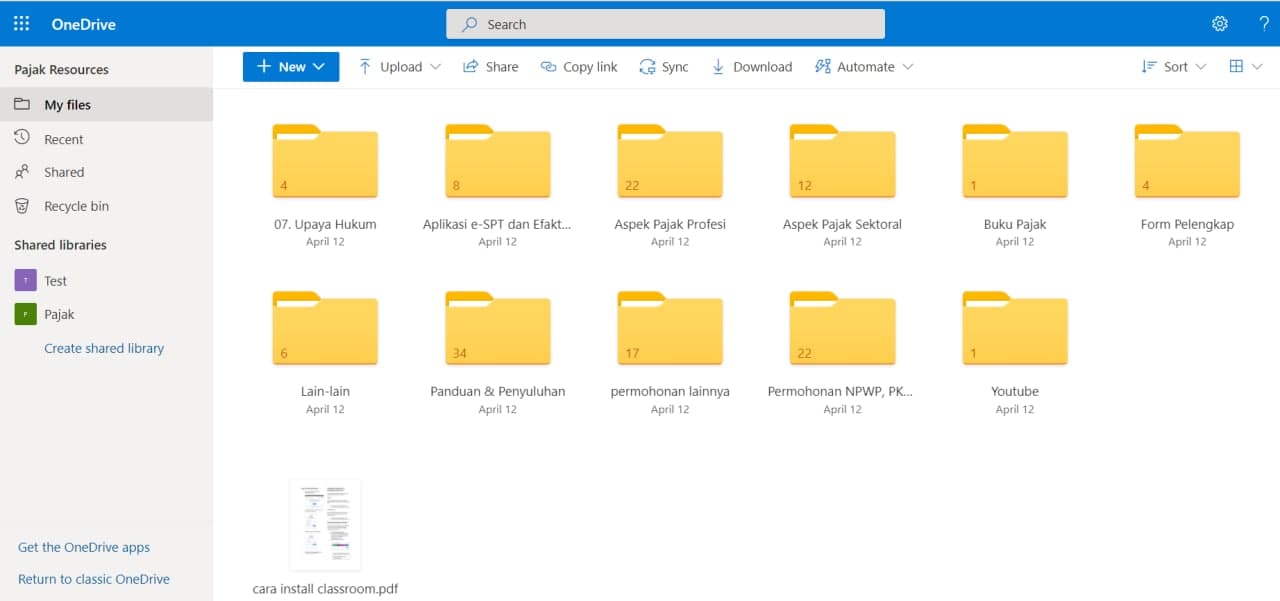 OneDrive
Search
?
Pajak Resources
My files
Recent
Shared
Recycle bin
Shared libraries
T Test
P Pajak
Create shared library
Get the OneDrive apps
Return to classic OneDrive
New Upload Share Copy link Sync Download Automate Sort
4 8 22 12 1 4
07. Upaya Hukum Aplikasi e-SPT dan Efakt... Aspek Pajak Profesi Aspek Pajak Sektoral Buku Pajak Form Pelengkap
April 12 April 12 April 12 April 12 April 12 April 12
6 34 17 22 1
Lain-lain Panduan & Penyuluhan permohonan lainnya Permohonan NPWP, PK... Youtube
April 12 April 12 April 12 April 12 April 12
cara install classroom.pdf